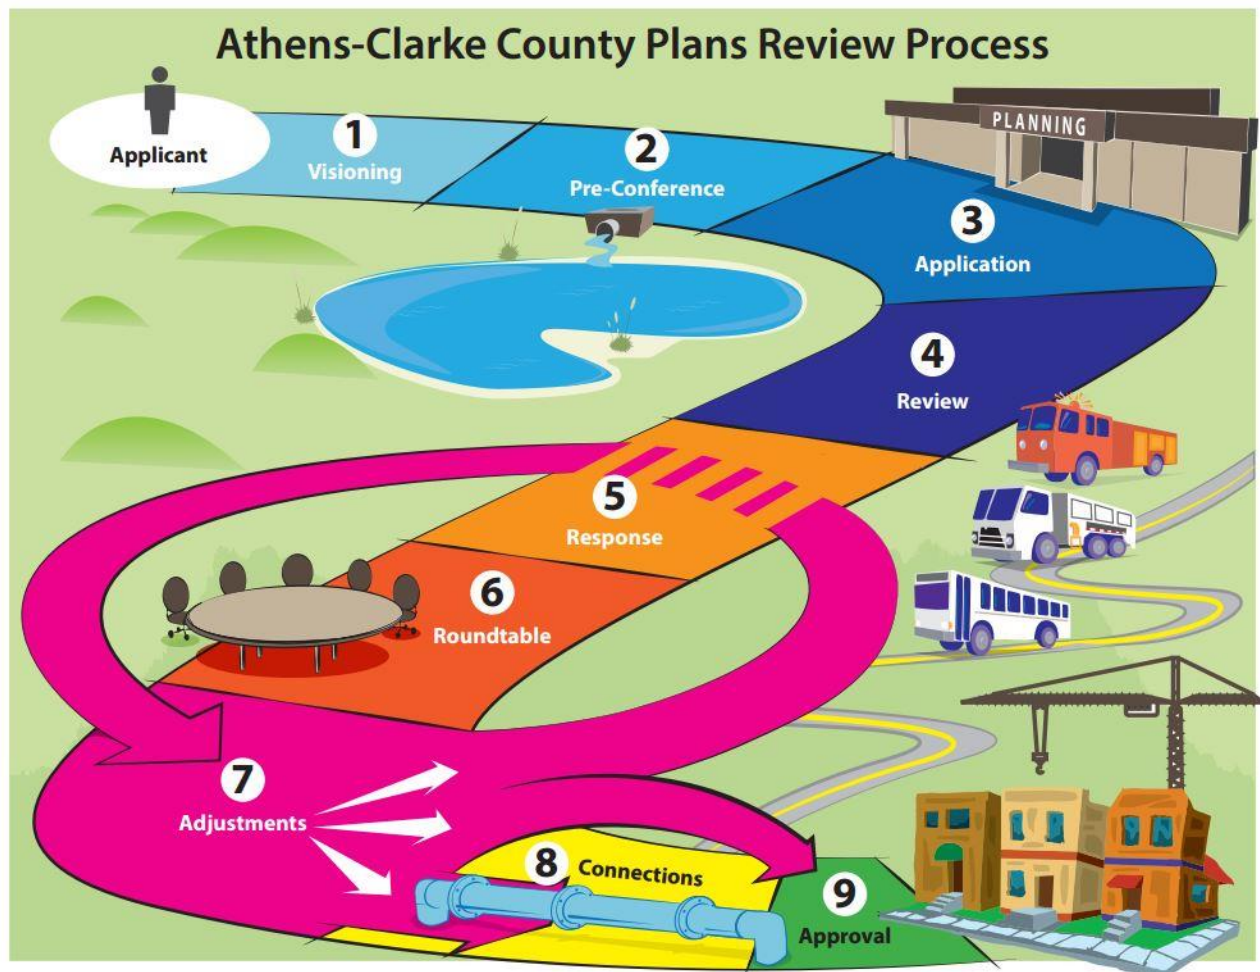 Athens-Clarke County Plans Review Process
Applicant
1
Visioning
2
Pre-Conference
PLANNING
3
Application
4
Review
5
Response
6
Roundtable
7
Adjustments
8
Connections
9
Approval